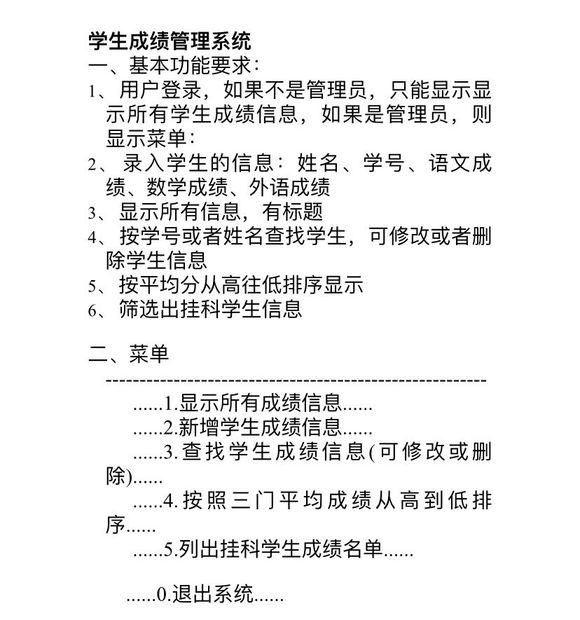 学生成绩管理系统
一、基本功能要求：
1、 用户登录，如果不是管理员，只能显示显
示所有学生成绩信息，如果是管理员，则
显示菜单：
2、 录入学生的信息：姓名、学号、语文成
绩、数学成绩、外语成绩
3、 显示所有信息，有标题
4、 按学号或者姓名查找学生，可修改或者删
除学生信息
5、 按平均分从高往低排序显示
6、 筛选出挂科学生信息
二、菜单
--------------------------------------------------------
......1.显示所有成绩信息......
......2.新增学生成绩信息......
......3.查找学生成绩信息(可修改或删
除)......
......4.按照三门平均成绩从高到低排
序......
......5.列出挂科学生成绩名单......
......0.退出系统......